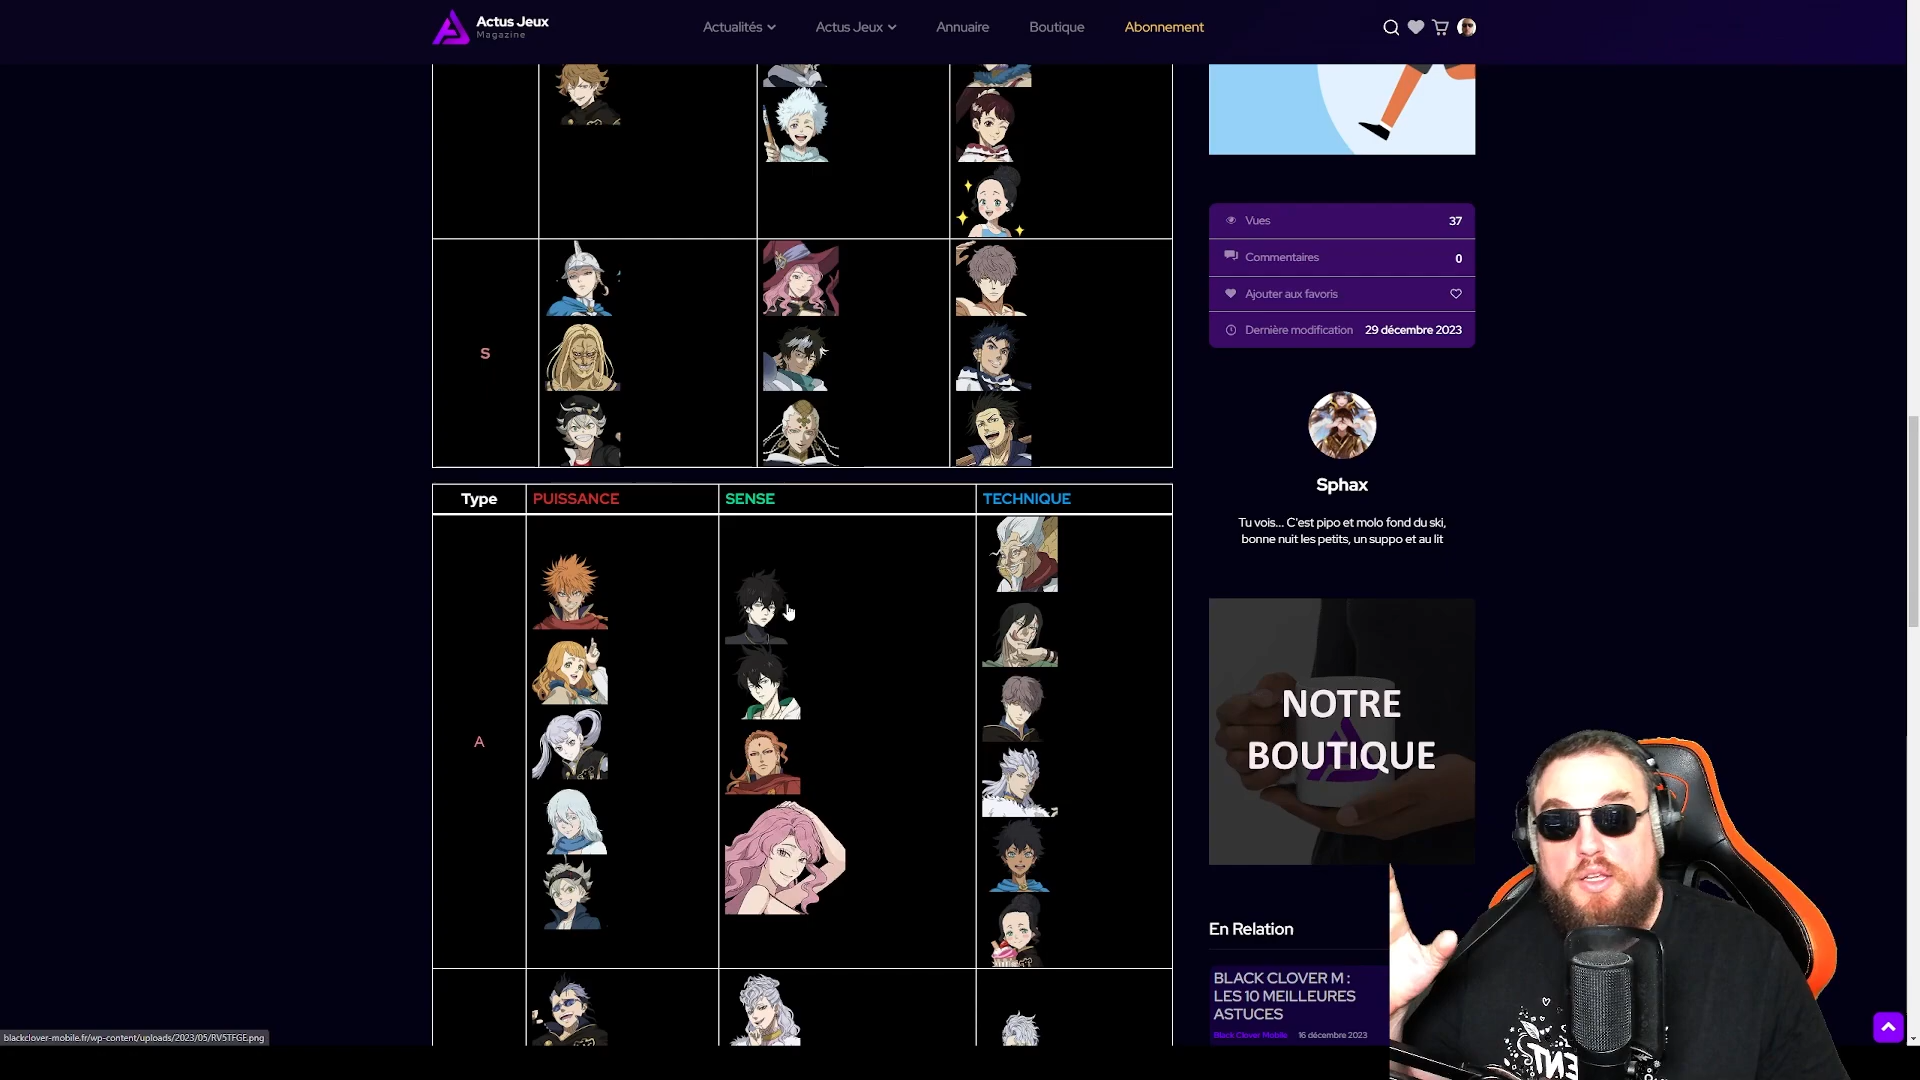 Actus Jeux
Magazine
Actualités
Actus Jeux
Annuaire
Boutique
Abonnement
Vues 37
Commentaires 0
Ajouter aux favoris
Dernière modification 29 décembre 2023
S
Type PUISSANCE SENSE TECHNIQUE
A
Sphax
Tu vois... C'est pipo et molo fond du ski,
bonne nuit les petits, un suppo et au lit
NOTRE
BOUTIQUE
En Relation
BLACK CLOVER M :
LES 10 MEILLEURES
ASTUCES
Black Clover Mobile 16 décembre 2023
blackclover-mobile.fr/wp-content/uploads/2023/05/RV5TFGE.png